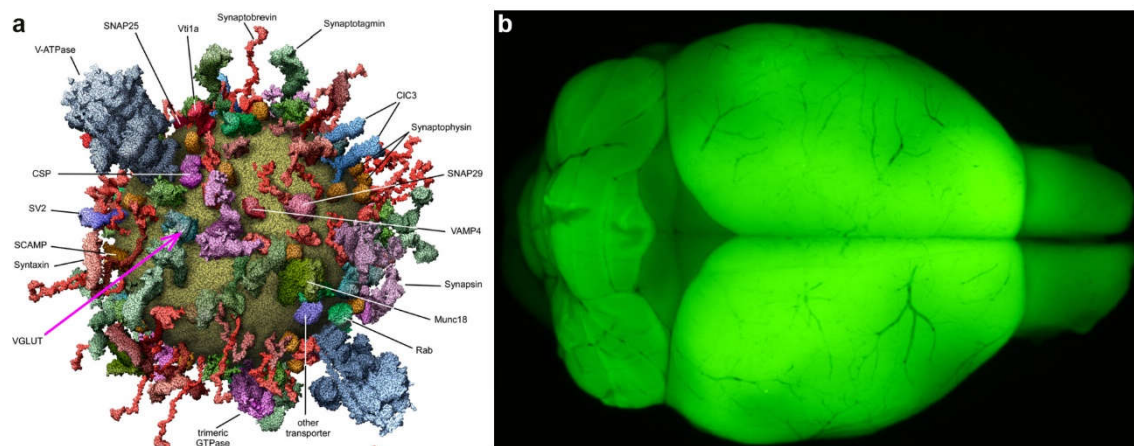 a
SNAP25
Vti1a
Synaptobrevin
Synaptotagmin
V-ATPase
ClC3
Synaptophysin
CSP
SNAP29
SV2
VAMP4
SCAMP
Syntaxin
Synapsin
Munc18
VGLUT
Rab
trimeric
GTPase
other
transporter
b